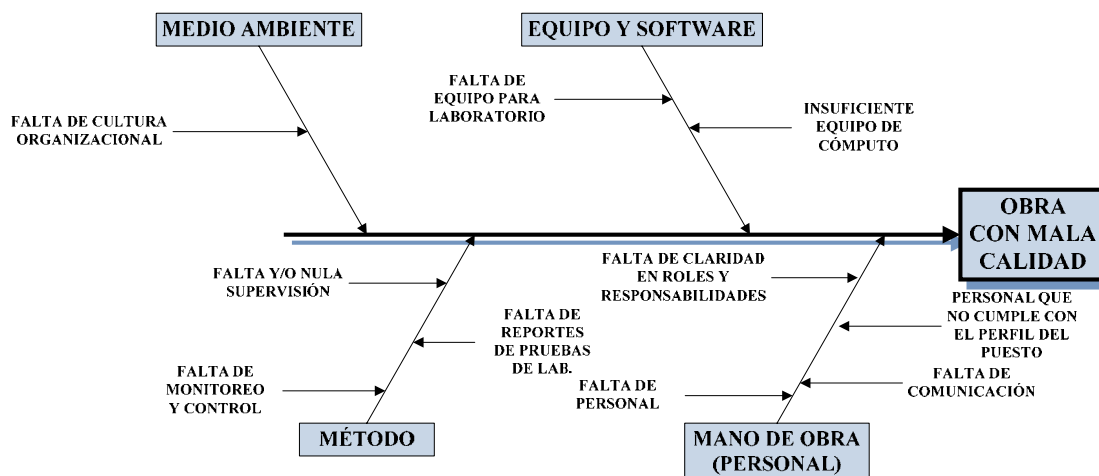 MEDIO AMBIENTE
EQUIPO Y SOFTWARE
FALTA DE
EQUIPO PARA
LABORATORIO
FALTA DE CULTURA
ORGANIZACIONAL
INSUFICIENTE
EQUIPO DE
CÓMPUTO
OBRA
CON MALA
CALIDAD
FALTA Y/O NULA
SUPERVISIÓN
FALTA DE CLARIDAD
EN ROLES Y
RESPONSABILIDADES
FALTA DE
REPORTES
DE PRUEBAS
DE LAB.
PERSONAL QUE
NO CUMPLE CON
EL PERFIL DEL
PUESTO
FALTA DE
MONITOREO
Y CONTROL
FALTA DE
PERSONAL
FALTA DE
COMUNICACIÓN
MÉTODO
MANO DE OBRA
(PERSONAL)